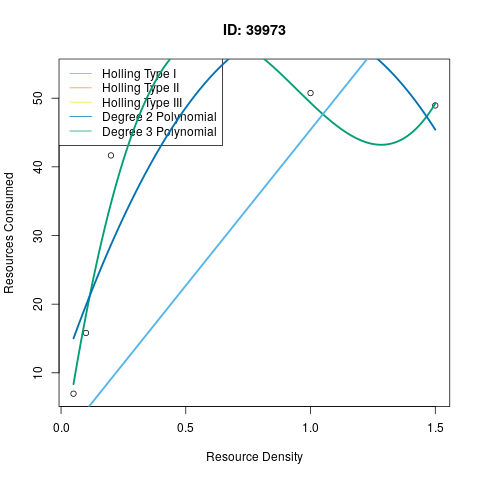 ID: 39973
Holling Type I
Holling Type II
Holling Type III
Degree 2 Polynomial
Degree 3 Polynomial
Resources Consumed
50
40
30
20
10
0.0 0.5 1.0 1.5
Resource Density